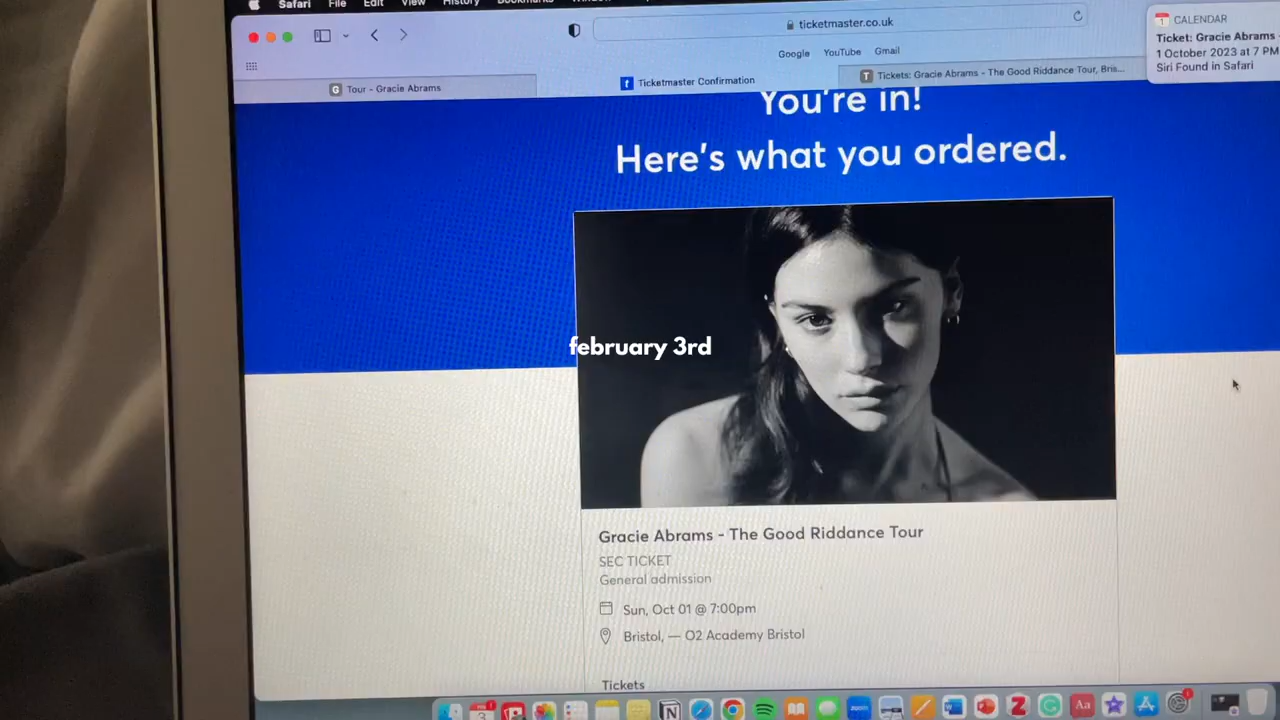 Safari File Edit View History Bookmarks
ticketmaster.co.uk
CALENDAR
Ticket: Gracie Abrams -
1 October 2023 at 7 PM
Siri Found in Safari
Google YouTube Gmail
G Tour - Gracie Abrams
t Ticketmaster Confirmation
T Tickets: Gracie Abrams - The Good Riddance Tour, Bris...
You're in!
Here's what you ordered.
february 3rd
Gracie Abrams - The Good Riddance Tour
SEC TICKET
General admission
Sun, Oct 01 @ 7:00pm
Bristol, — O2 Academy Bristol
Tickets
3
zoom
Aa